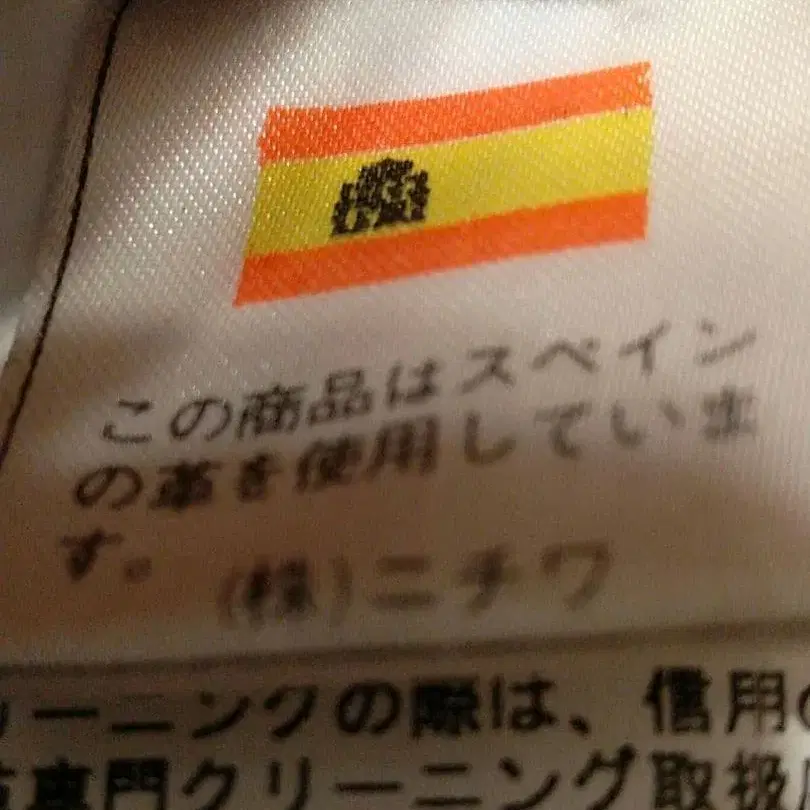 この商品はスペイン
の革を使用していま
す。
(株)ニチワ
リーニングの際は、信用の
専門クリーニング取扱